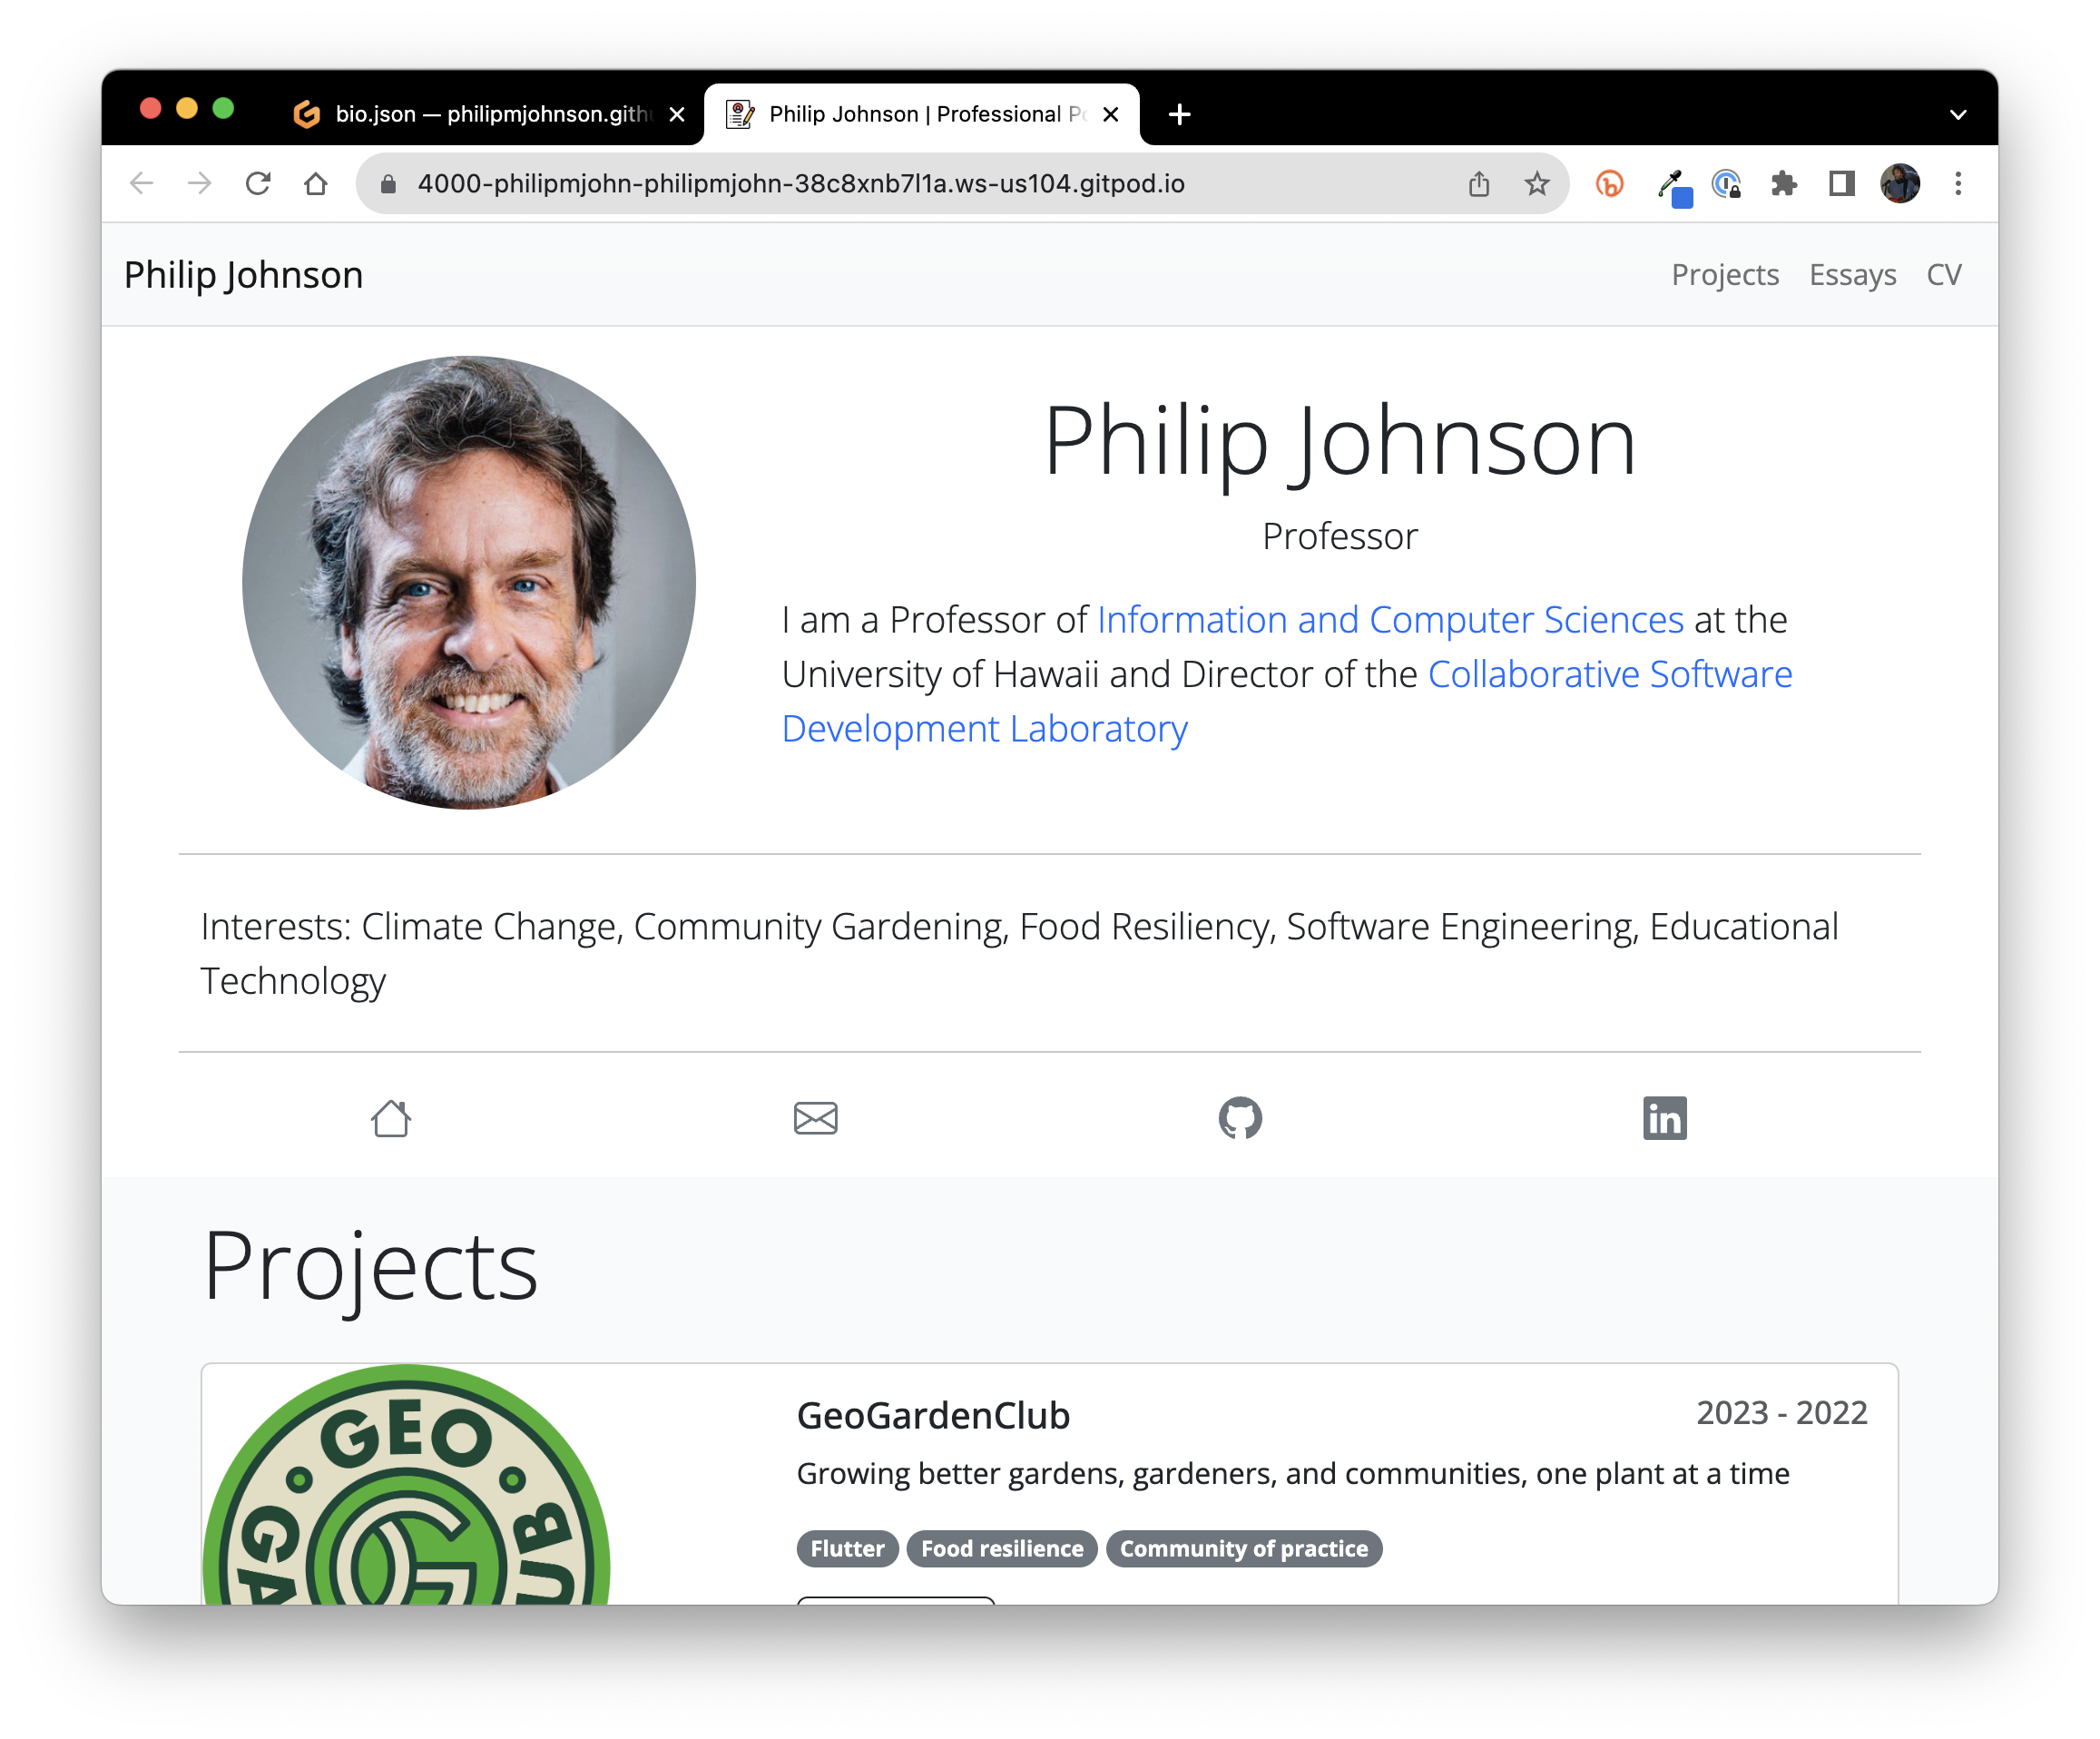 bio.json — philipmjohnson.gith
Philip Johnson | Professional Po
4000-philipmjohn-philipmjohn-38c8xnb7l1a.ws-us104.gitpod.io
Philip Johnson
Projects Essays CV
Philip Johnson
Professor
I am a Professor of Information and Computer Sciences at the
University of Hawaii and Director of the Collaborative Software
Development Laboratory
Interests: Climate Change, Community Gardening, Food Resiliency, Software Engineering, Educational
Technology
in
Projects
GEO
GA
UB
G
GeoGardenClub
2023 - 2022
Growing better gardens, gardeners, and communities, one plant at a time
Flutter Food resilience Community of practice